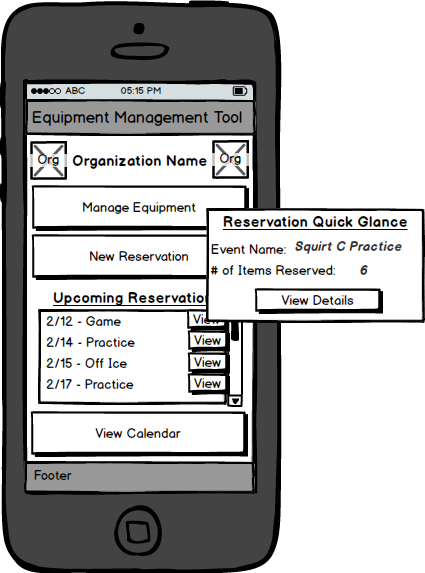 ABC 05:15 PM
Equipment Management Tool
Org Organization Name Org
Manage Equipment
New Reservation
Reservation Quick Glance
Event Name: Squirt C Practice
# of Items Reserved: 6
View Details
Upcoming Reservation
2/12 - Game View
2/14 - Practice View
2/15 - Off Ice View
2/17 - Practice View
View Calendar
Footer